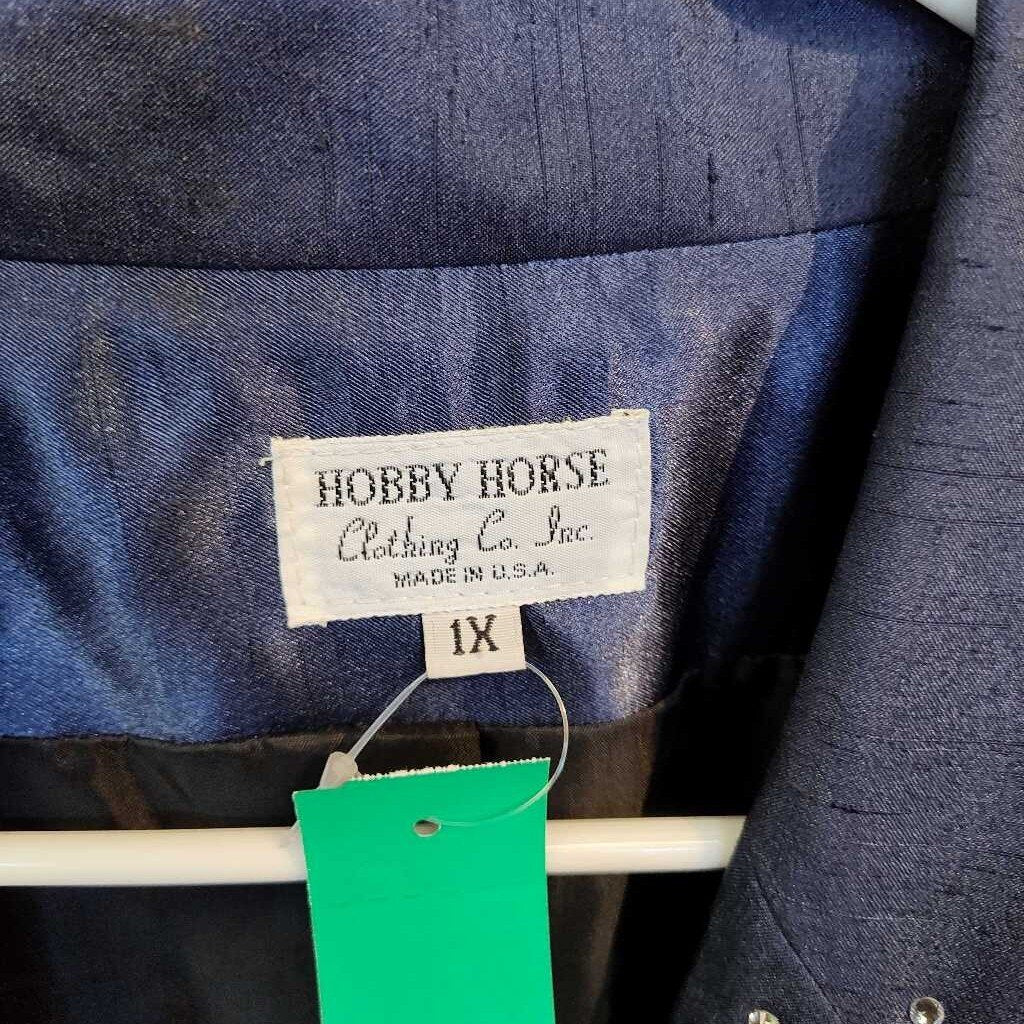 HOBBY HORSE
Clothing Co. Inc.
MADE IN U.S.A.
1X